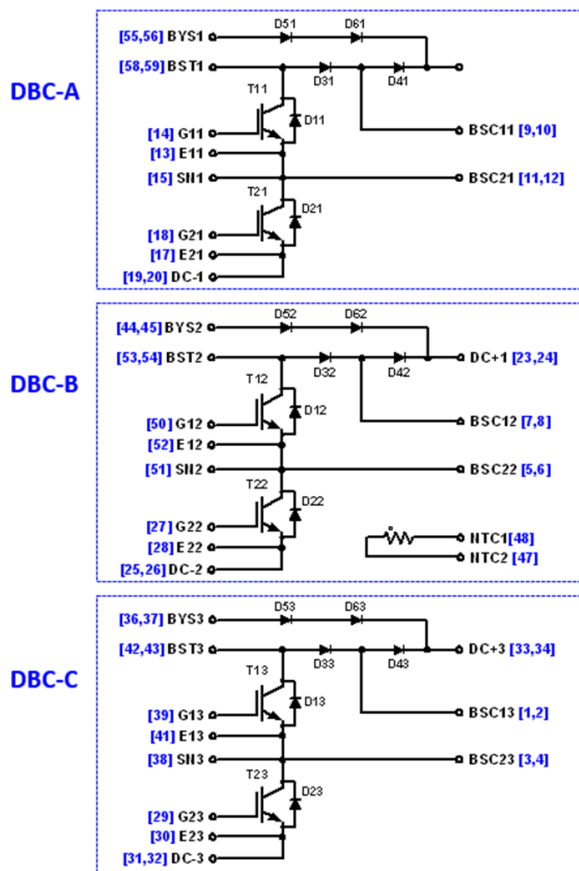 D51 D61
[55,56] BYS1
[58,59] BST1
DBC-A
D31 D41
T11
D11
[14] G11
BSC11 [9,10]
[13] E11
[15] SN1
BSC21 [11,12]
T21
D21
[18] G21
[17] E21
[19,20] DC-1
D52 D62
[44,45] BYS2
[53,54] BST2
DC+1 [23,24]
DBC-B
D32 D42
T12
D12
[50] G12
BSC12 [7,8]
[52] E12
[51] SN2
BSC22 [5,6]
T22
D22
[27] G22
NTC1[48]
[28] E22
NTC2 [47]
[25,26] DC-2
D53 D63
[36,37] BYS3
[42,43] BST3
DC+3 [33,34]
DBC-C
D33 D43
T13
D13
[39] G13
BSC13 [1,2]
[41] E13
[38] SN3
BSC23 [3,4]
T23
D23
[29] G23
[30] E23
[31,32] DC-3